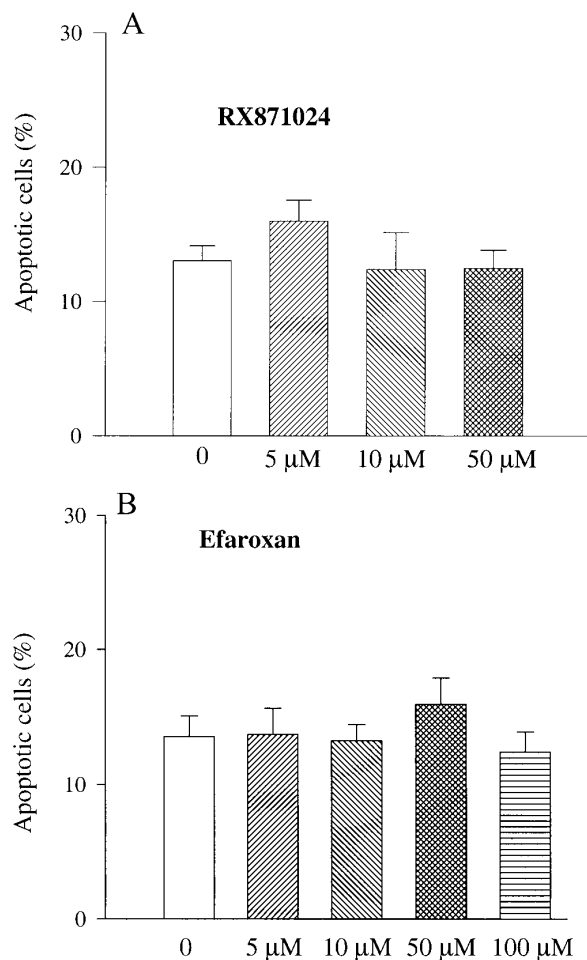 A
30
20
10
0
Apoptotic cells (%)
RX871024
0 5 μM 10 μM 50 μM
B
30
20
10
0
Apoptotic cells (%)
Efaroxan
0 5 μM 10 μM 50 μM 100 μM